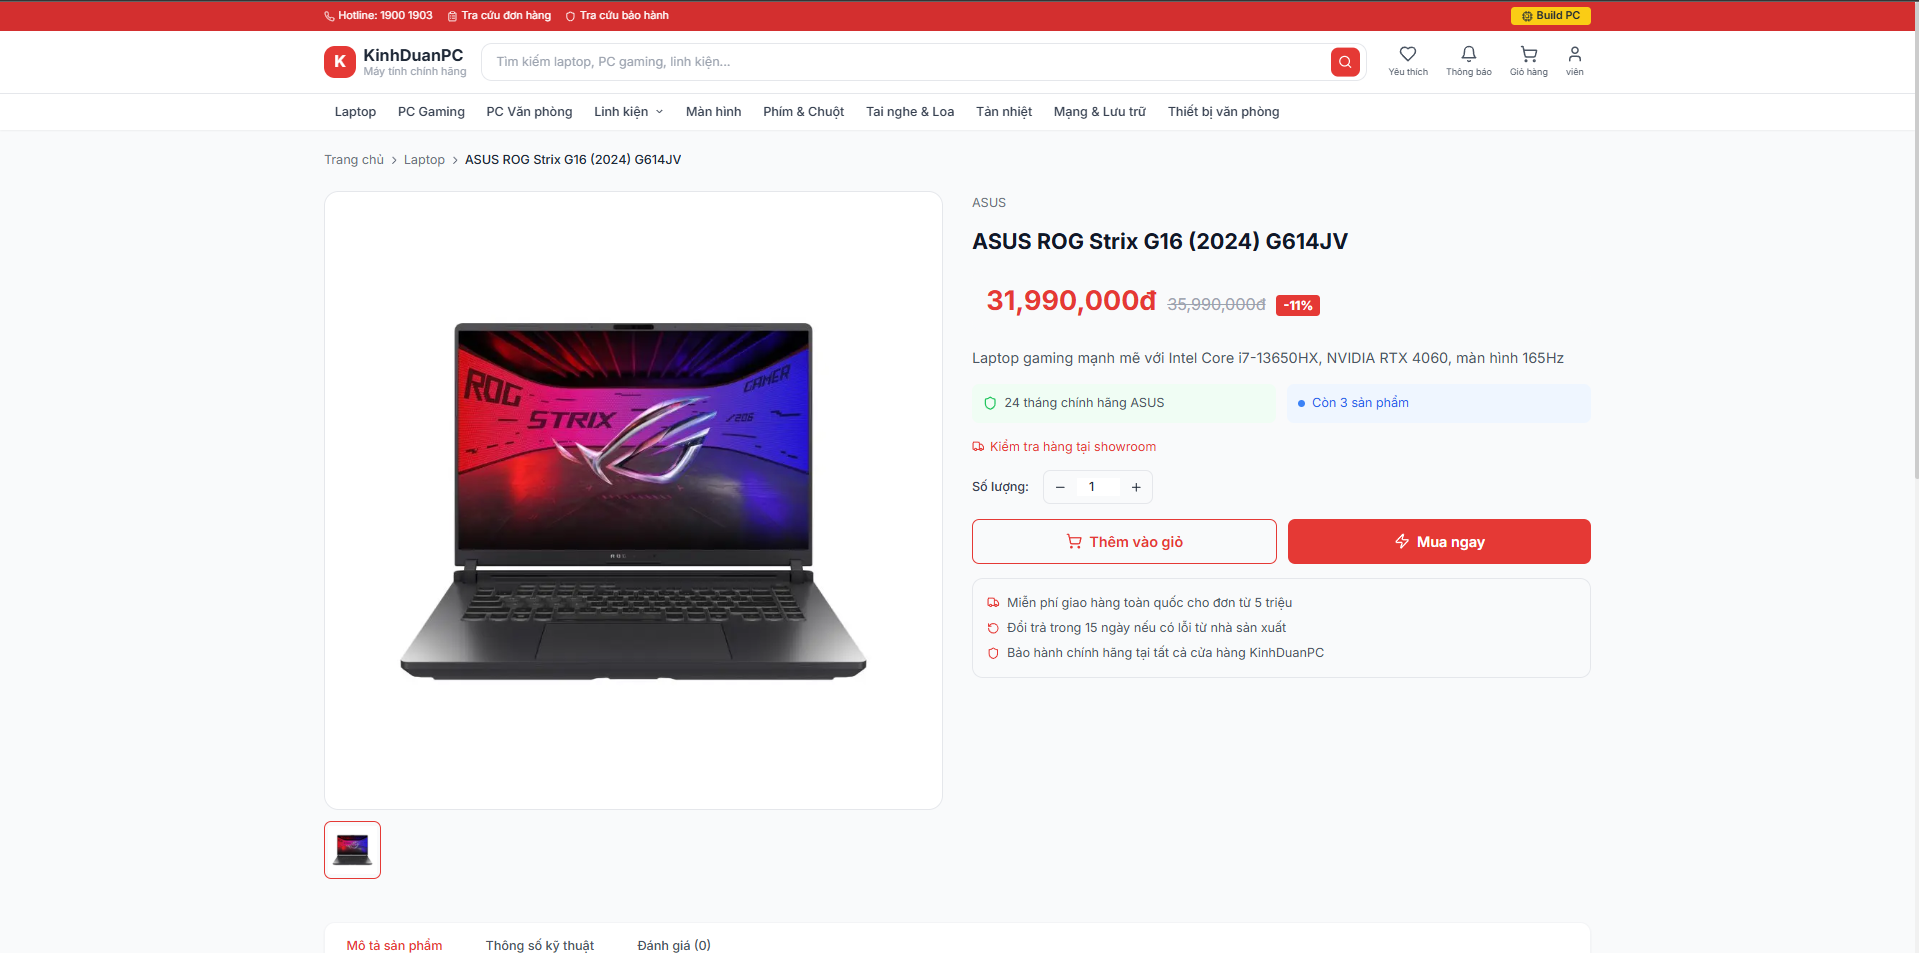 Hotline: 1900 1903 Tra cứu đơn hàng Tra cứu bảo hành Build PC
K KinhDuanPC
Máy tính chính hãng
Tìm kiếm laptop, PC gaming, linh kiện...
Yêu thích Thông báo Giỏ hàng viên
Laptop PC Gaming PC Văn phòng Linh kiện Màn hình Phím & Chuột Tai nghe & Loa Tản nhiệt Mạng & Lưu trữ Thiết bị văn phòng
Trang chủ > Laptop > ASUS ROG Strix G16 (2024) G614JV
ROG
STRIX
GAMER
ASUS
ASUS ROG Strix G16 (2024) G614JV
31,990,000đ 35,990,000đ -11%
Laptop gaming mạnh mẽ với Intel Core i7-13650HX, NVIDIA RTX 4060, màn hình 165Hz
24 tháng chính hãng ASUS Còn 3 sản phẩm
Kiểm tra hàng tại showroom
Số lượng: − 1 +
Thêm vào giỏ Mua ngay
Miễn phí giao hàng toàn quốc cho đơn từ 5 triệu
Đổi trả trong 15 ngày nếu có lỗi từ nhà sản xuất
Bảo hành chính hãng tại tất cả cửa hàng KinhDuanPC
Mô tả sản phẩm Thông số kỹ thuật Đánh giá (0)